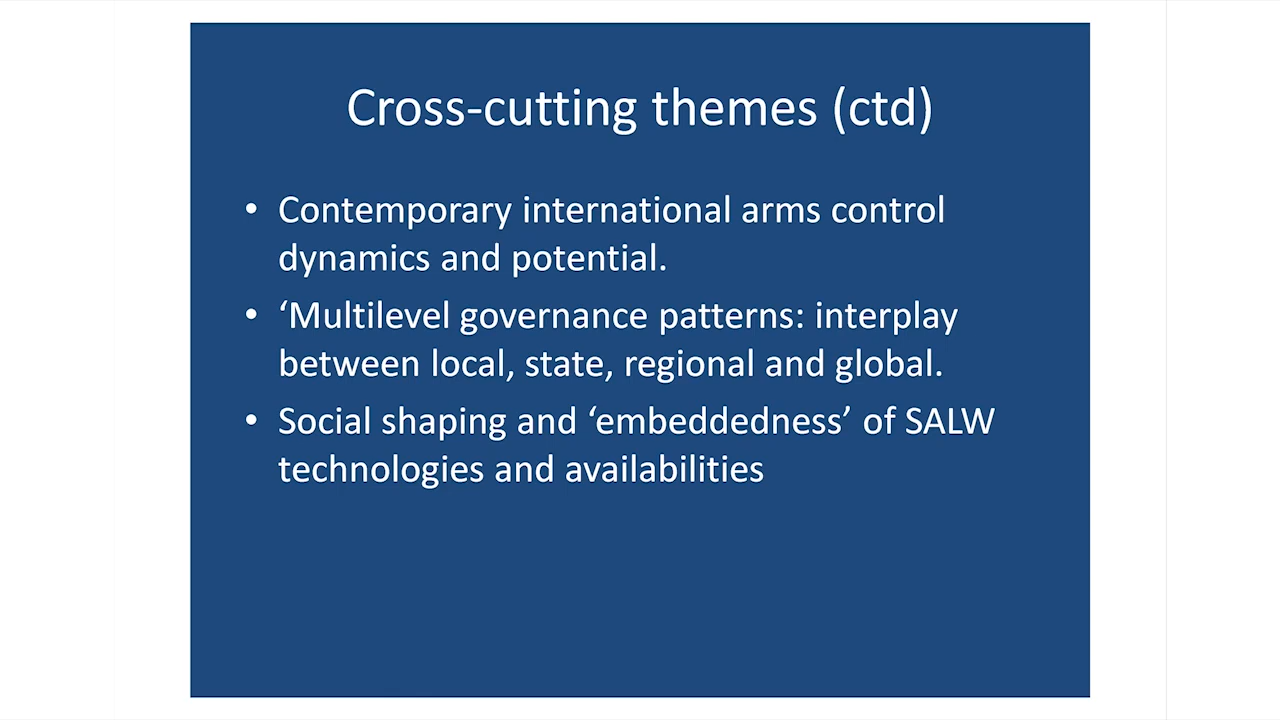 Cross-cutting themes (ctd)
• Contemporary international arms control
dynamics and potential.
• ‘Multilevel governance patterns: interplay
between local, state, regional and global.
• Social shaping and ‘embeddedness’ of SALW
technologies and availabilities